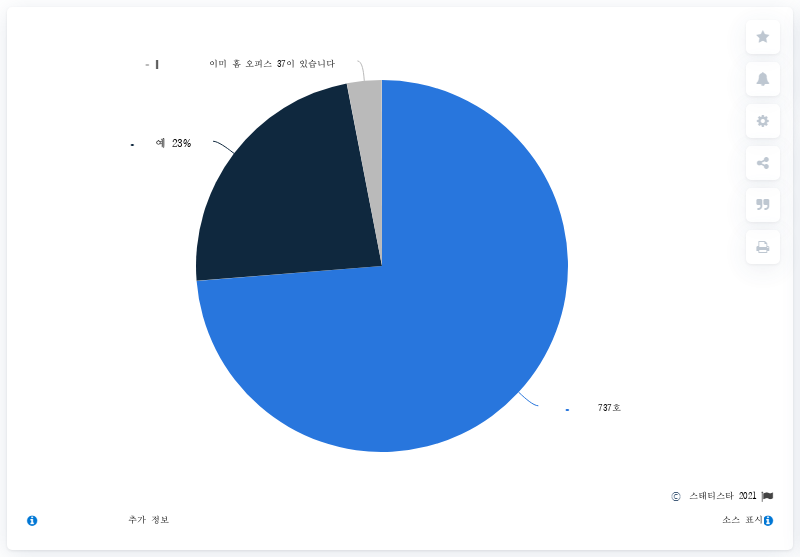 이미 홈 오피스 37이 있습니다
예 23%
737호
© 스태티스타 2021
추가 정보
소스 표시